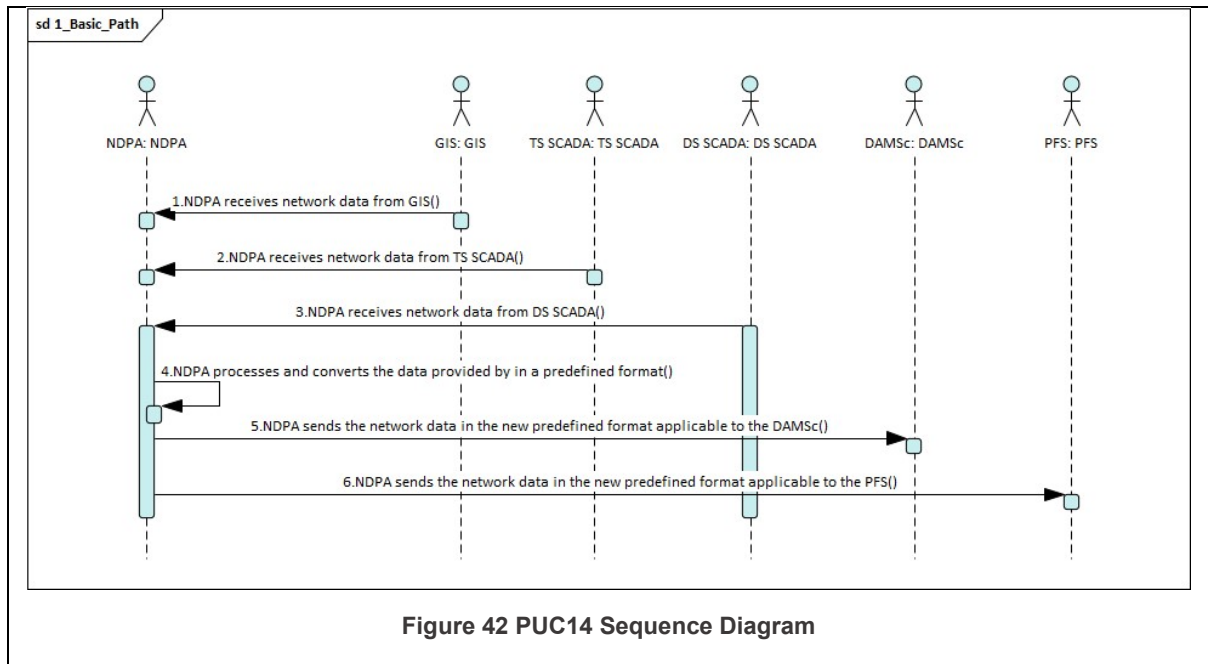 sd 1_Basic_Path
NDPA: NDPA
GIS: GIS
TS SCADA: TS SCADA
DS SCADA: DS SCADA
DAMSc: DAMSc
PFS: PFS
1.NDPA receives network data from GIS()
2.NDPA receives network data from TS SCADA()
3.NDPA receives network data from DS SCADA()
4.NDPA processes and converts the data provided by in a predefined format()
5.NDPA sends the network data in the new predefined format applicable to the DAMSc()
6.NDPA sends the network data in the new predefined format applicable to the PFS()
Figure 42 PUC14 Sequence Diagram